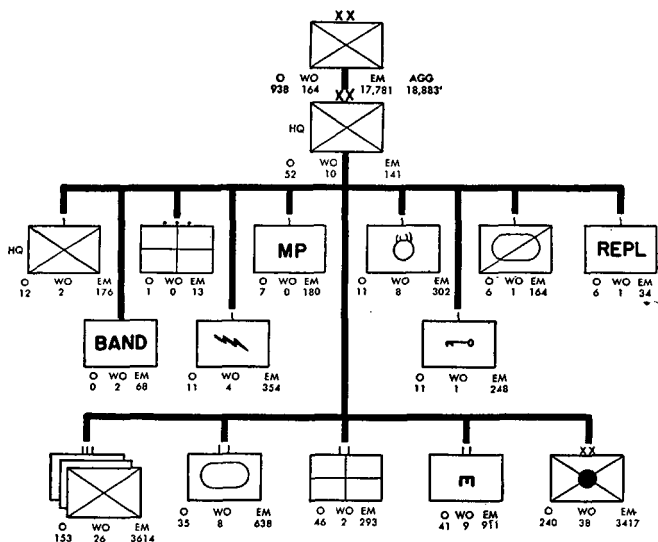 XX
O WO EM AGG
938 164 17,781 18,883
XX
HQ
O WO EM
52 10 141
HQ
MP
REPL
O WO EM
12 2 176
O WO EM
1 0 13
O WO EM
7 0 180
O WO EM
11 8 302
O WO EM
6 1 164
O WO EM
6 1 34
BAND
O WO EM
0 2 68
O WO EM
11 4 354
O WO EM
11 1 248
III
II
II
II
XX
E
O WO EM
153 26 3614
O WO EM
35 8 638
O WO EM
46 2 293
O WO EM
41 9 911
O WO EM
240 38 3417